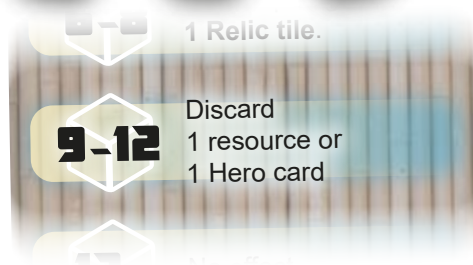 1 Relic tile.
9-12
Discard
1 resource or
1 Hero card